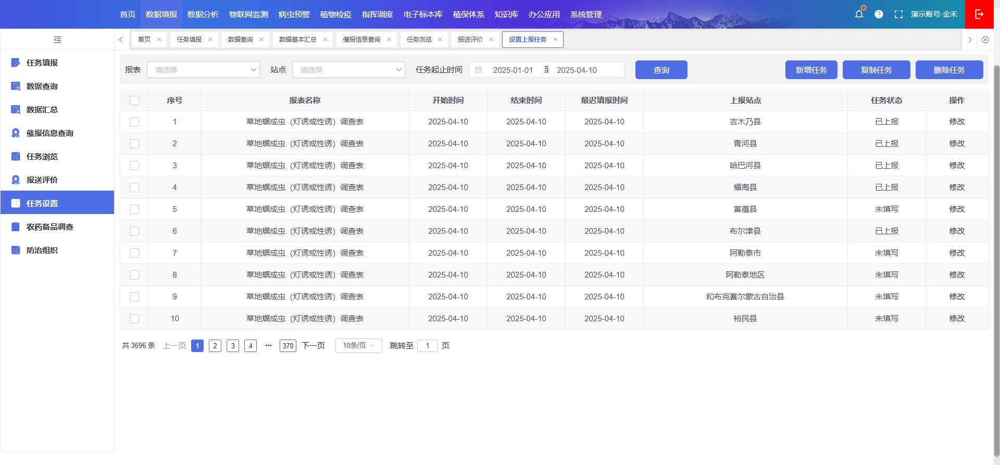 首页 数据填报 数据分析 物联网监测 病虫预警 植物检疫 指挥调度 电子标本库 植保体系 知识库 办公应用 系统管理 演示账号-金禾
首页 任务填报 数据查询 数据基本汇总 催报信息查询 任务浏览 报送评价 设置上报任务
任务填报
数据查询
数据汇总
催报信息查询
任务浏览
报送评价
任务设置
农药备品调查
防治组织
报表 请选择 站点 请选择 任务起止时间 2025-01-01 至 2025-04-10 查询 新增任务 复制任务 删除任务
序号 报表名称 开始时间 结束时间 最迟填报时间 上报站点 任务状态 操作
1 草地螟成虫（灯诱或性诱）调查表 2025-04-10 2025-04-10 2025-04-10 吉木乃县 已上报 修改
2 草地螟成虫（灯诱或性诱）调查表 2025-04-10 2025-04-10 2025-04-10 青河县 已上报 修改
3 草地螟成虫（灯诱或性诱）调查表 2025-04-10 2025-04-10 2025-04-10 哈巴河县 已上报 修改
4 草地螟成虫（灯诱或性诱）调查表 2025-04-10 2025-04-10 2025-04-10 福海县 已上报 修改
5 草地螟成虫（灯诱或性诱）调查表 2025-04-10 2025-04-10 2025-04-10 富蕴县 未填写 修改
6 草地螟成虫（灯诱或性诱）调查表 2025-04-10 2025-04-10 2025-04-10 布尔津县 已上报 修改
7 草地螟成虫（灯诱或性诱）调查表 2025-04-10 2025-04-10 2025-04-10 阿勒泰市 未填写 修改
8 草地螟成虫（灯诱或性诱）调查表 2025-04-10 2025-04-10 2025-04-10 阿勒泰地区 未填写 修改
9 草地螟成虫（灯诱或性诱）调查表 2025-04-10 2025-04-10 2025-04-10 和布克赛尔蒙古自治县 未填写 修改
10 草地螟成虫（灯诱或性诱）调查表 2025-04-10 2025-04-10 2025-04-10 裕民县 未填写 修改
共 3696 条 上一页 1 2 3 4 ••• 370 下一页 10条/页 跳转至 1 页